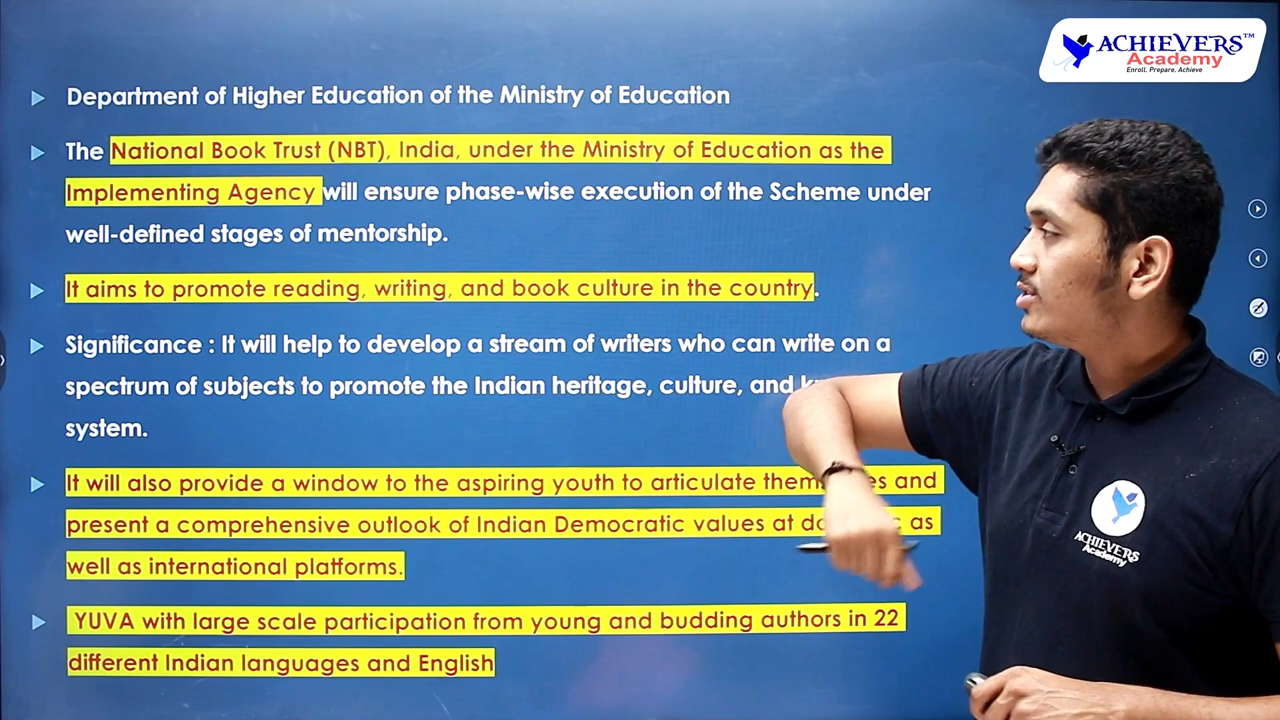 ACHIEVERS™
Academy
Enroll. Prepare. Achieve
Department of Higher Education of the Ministry of Education
The National Book Trust (NBT), India, under the Ministry of Education as the
Implementing Agency will ensure phase-wise execution of the Scheme under
well-defined stages of mentorship.
It aims to promote reading, writing, and book culture in the country.
Significance : It will help to develop a stream of writers who can write on a
spectrum of subjects to promote the Indian heritage, culture, and
system.
It will also provide a window to the aspiring youth to articulate and
present a comprehensive outlook of Indian Democratic values at as
well as international platforms.
YUVA with large scale participation from young and budding authors in 22
different Indian languages and English
ACHIEVERS
Academy